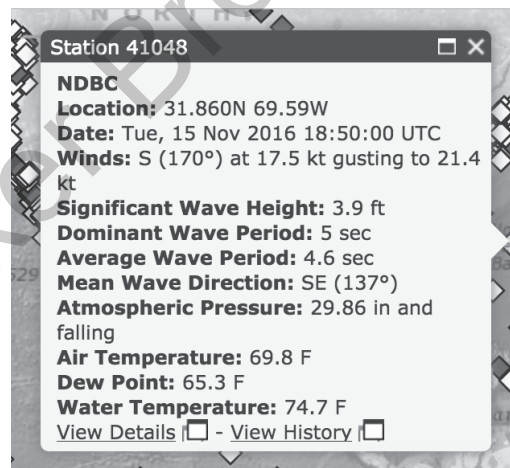 NORTH
Station 41048
NDBC
Location: 31.860N 69.59W
Date: Tue, 15 Nov 2016 18:50:00 UTC
Winds: S (170°) at 17.5 kt gusting to 21.4
kt
Significant Wave Height: 3.9 ft
Dominant Wave Period: 5 sec
Average Wave Period: 4.6 sec
Mean Wave Direction: SE (137°)
Atmospheric Pressure: 29.86 in and
falling
Air Temperature: 69.8 F
Dew Point: 65.3 F
Water Temperature: 74.7 F
View Details - View History